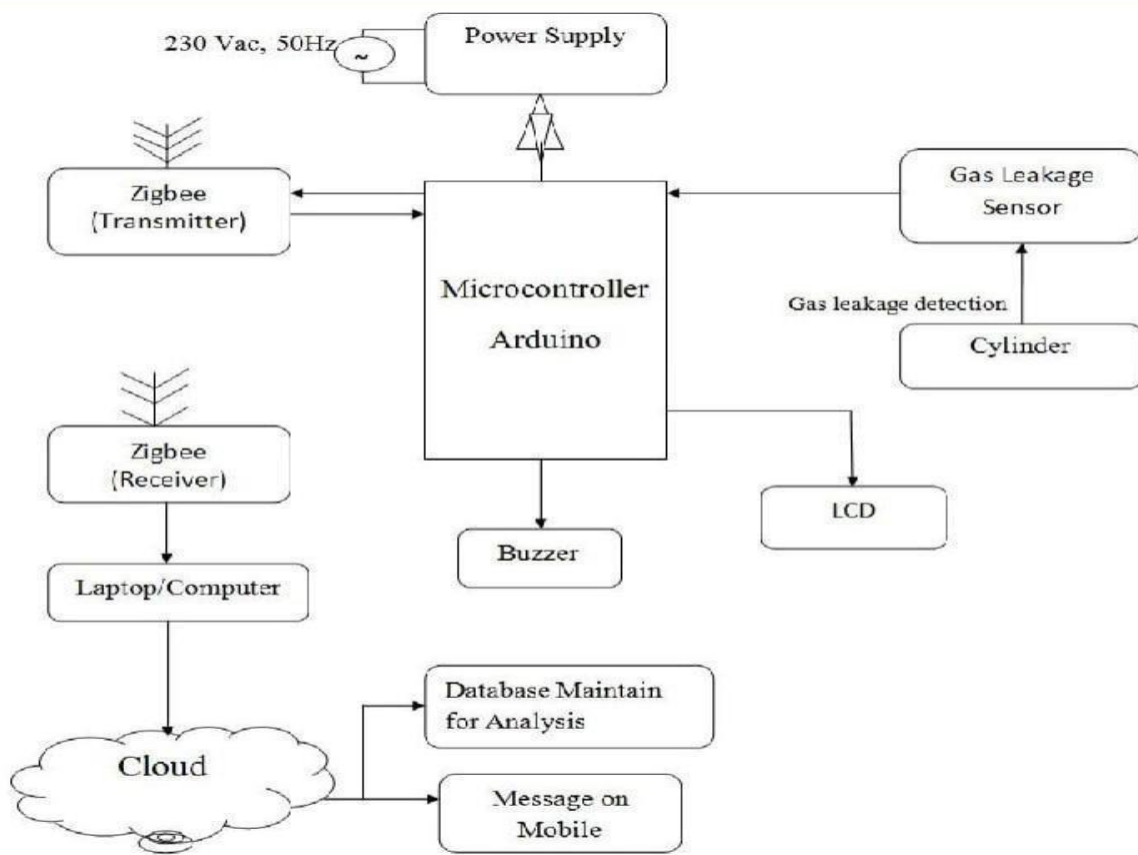 230 Vac, 50Hz
~
Power Supply
Zigbee
(Transmitter)
Gas Leakage
Sensor
Microcontroller
Arduino
Gas leakage detection
Cylinder
Zigbee
(Receiver)
LCD
Buzzer
Laptop/Computer
Database Maintain
for Analysis
Cloud
Message on
Mobile